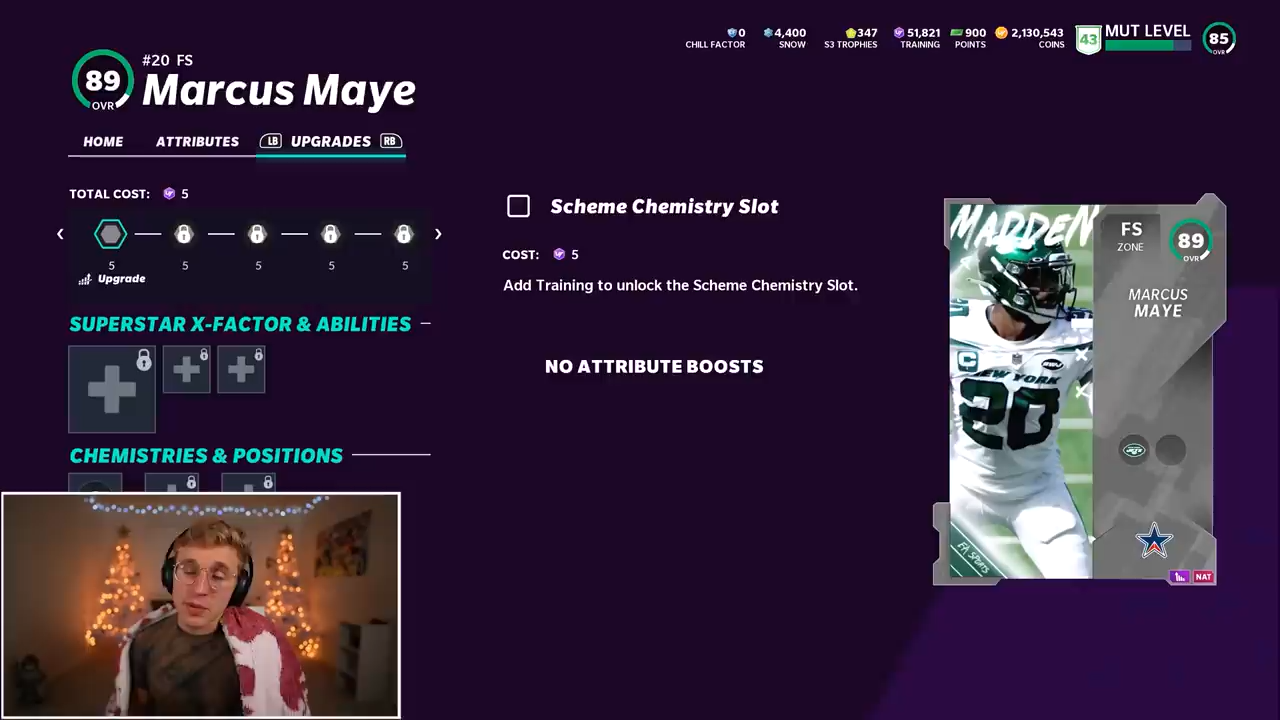 0 CHILL FACTOR
4,400 SNOW
347 S3 TROPHIES
51,821 TRAINING
900 POINTS
2,130,543 COINS
43 MUT LEVEL
85 OVR
89 OVR
#20 FS
Marcus Maye
HOME ATTRIBUTES LB UPGRADES RB
TOTAL COST: 5
5 5 5 5 5
Upgrade
SUPERSTAR X-FACTOR & ABILITIES
CHEMISTRIES & POSITIONS
Scheme Chemistry Slot
COST: 5
Add Training to unlock the Scheme Chemistry Slot.
NO ATTRIBUTE BOOSTS
MADDEN
FS
ZONE
89
OVR
MARCUS
MAYE
C
NEW YORK
20
EA SPORTS
NAT